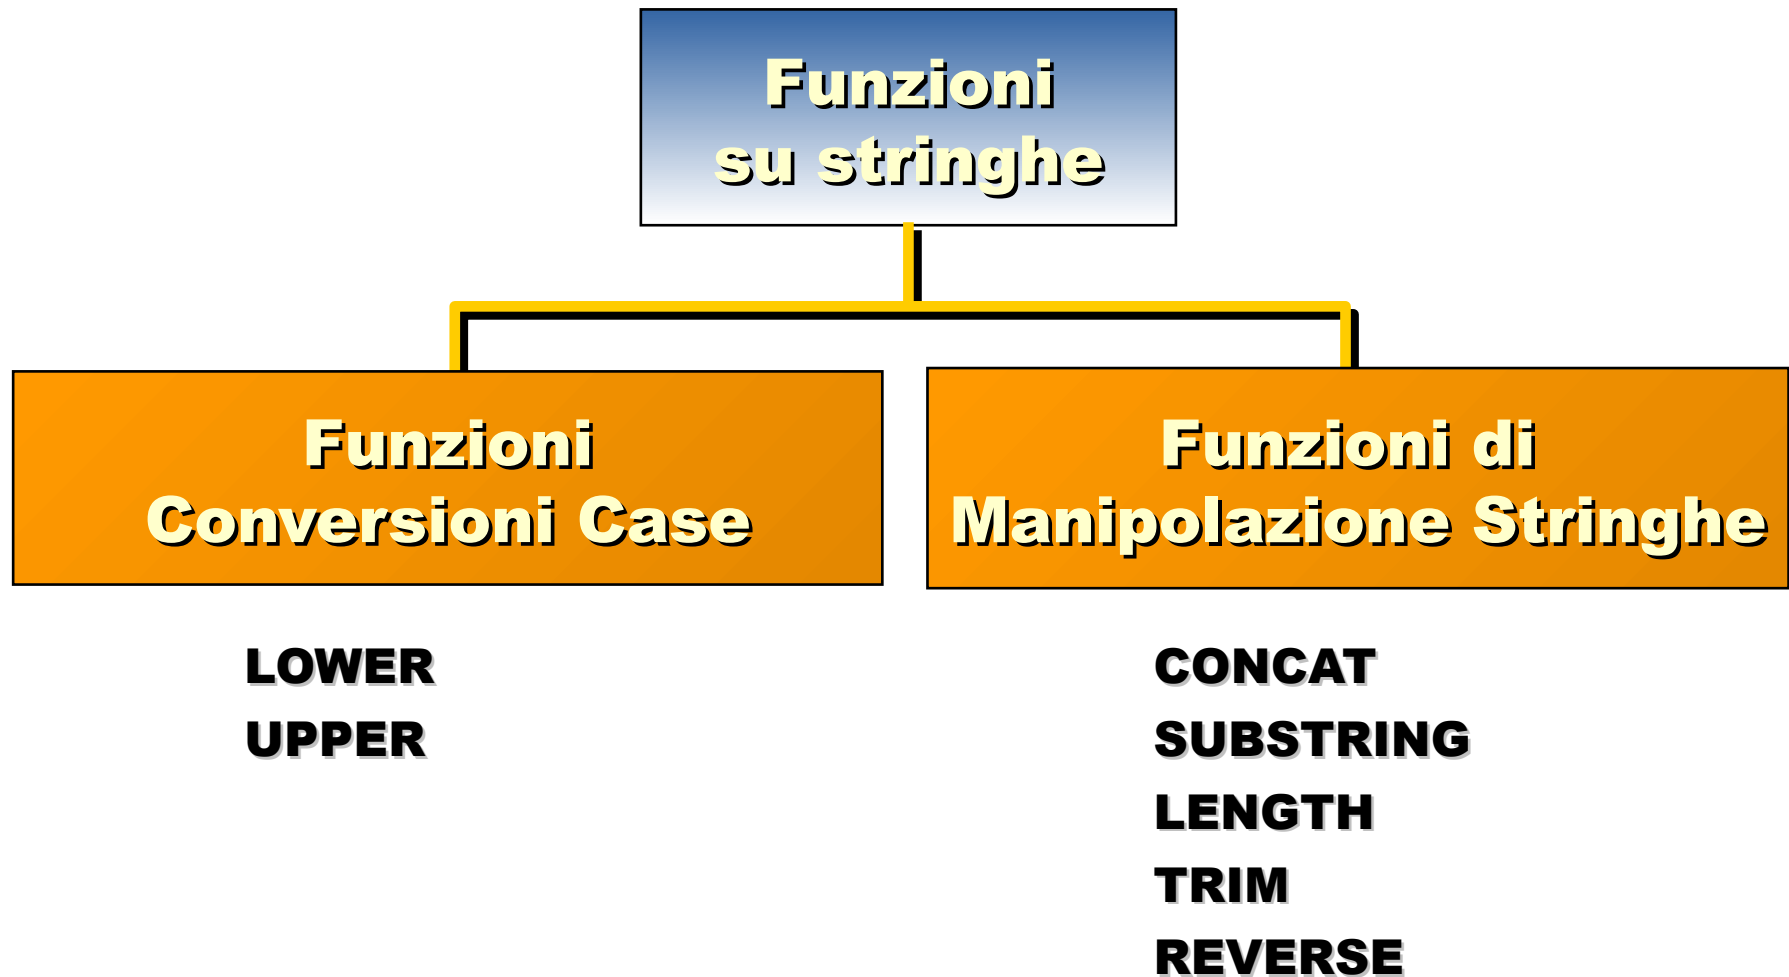 Funzioni
su stringhe
Funzioni
Conversioni Case
Funzioni di
Manipolazione Stringhe
LOWER
UPPER
CONCAT
SUBSTRING
LENGTH
TRIM
REVERSE